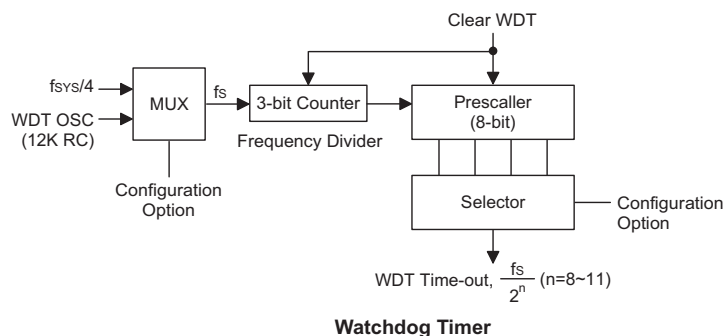 Clear WDT
fSYS/4
WDT OSC
(12K RC)
MUX
fS
3-bit Counter
Frequency Divider
Prescaller
(8-bit)
Configuration
Option
Selector
Configuration
Option
WDT Time-out, fS/2^n (n=8~11)
Watchdog Timer